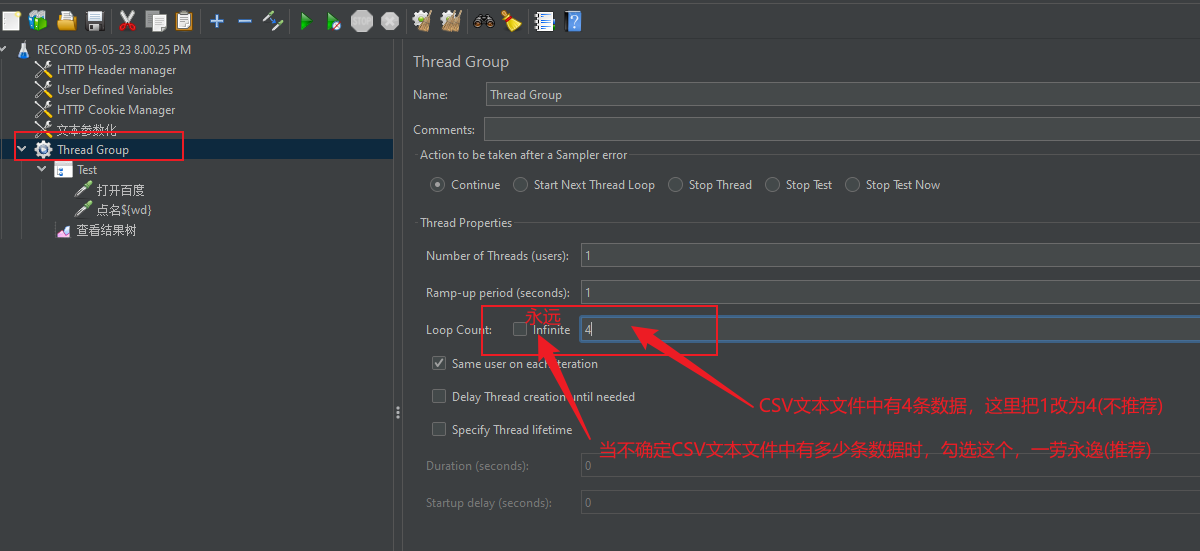 RECORD 05-05-23 8.00.25 PM
HTTP Header manager
User Defined Variables
HTTP Cookie Manager
文本参数化
Thread Group
Test
打开百度
点名${wd}
查看结果树
Thread Group
Name: Thread Group
Comments:
Action to be taken after a Sampler error
Continue Start Next Thread Loop Stop Thread Stop Test Stop Test Now
Thread Properties
Number of Threads (users): 1
Ramp-up period (seconds): 1
永远
Loop Count: Infinite 4
Same user on each iteration
Delay Thread creation until needed
CSV文本文件中有4条数据，这里把1改为4(不推荐)
Specify Thread lifetime
当不确定CSV文本文件中有多少条数据时，勾选这个，一劳永逸(推荐)
Duration (seconds): 0
Startup delay (seconds): 0